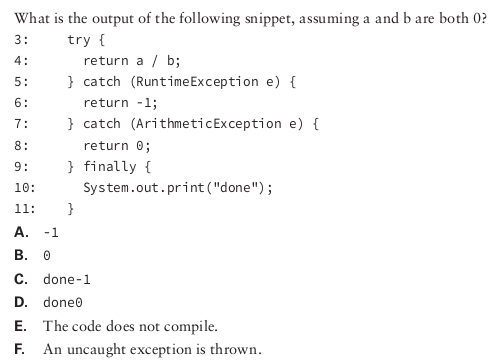 What is the output of the following snippet, assuming a and b are both 0?
3:     try {
4:       return a / b;
5:     } catch (RuntimeException e) {
6:       return -1;
7:     } catch (ArithmeticException e) {
8:       return 0;
9:     } finally {
10:      System.out.print("done");
11:    }
A. -1
B. 0
C. done-1
D. done0
E. The code does not compile.
F. An uncaught exception is thrown.